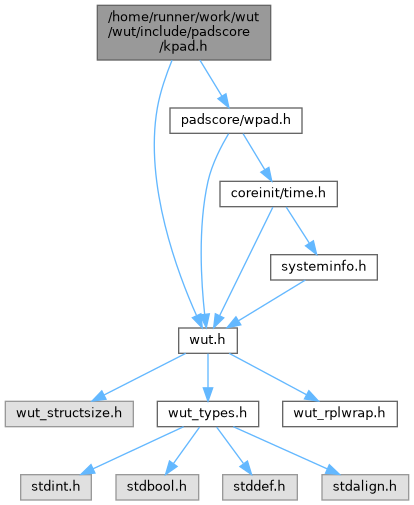 /home/runner/work/wut
/wut/include/padscore
/kpad.h
padscore/wpad.h
coreinit/time.h
systeminfo.h
wut.h
wut_structsize.h
wut_types.h
wut_rplwrap.h
stdint.h
stdbool.h
stddef.h
stdalign.h